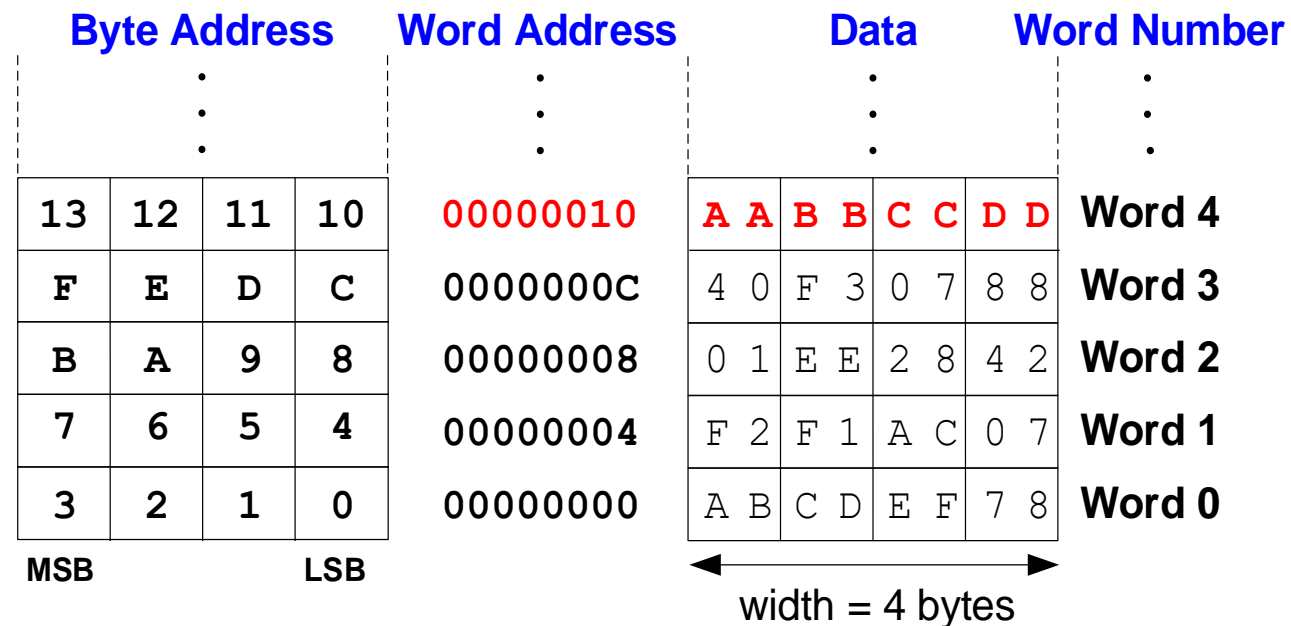 Byte Address Word Address Data Word Number
13 12 11 10 00000010 A A B B C C D D Word 4
F E D C 0000000C 4 0 F 3 0 7 8 8 Word 3
B A 9 8 00000008 0 1 E E 2 8 4 2 Word 2
7 6 5 4 00000004 F 2 F 1 A C 0 7 Word 1
3 2 1 0 00000000 A B C D E F 7 8 Word 0
MSB LSB
width = 4 bytes